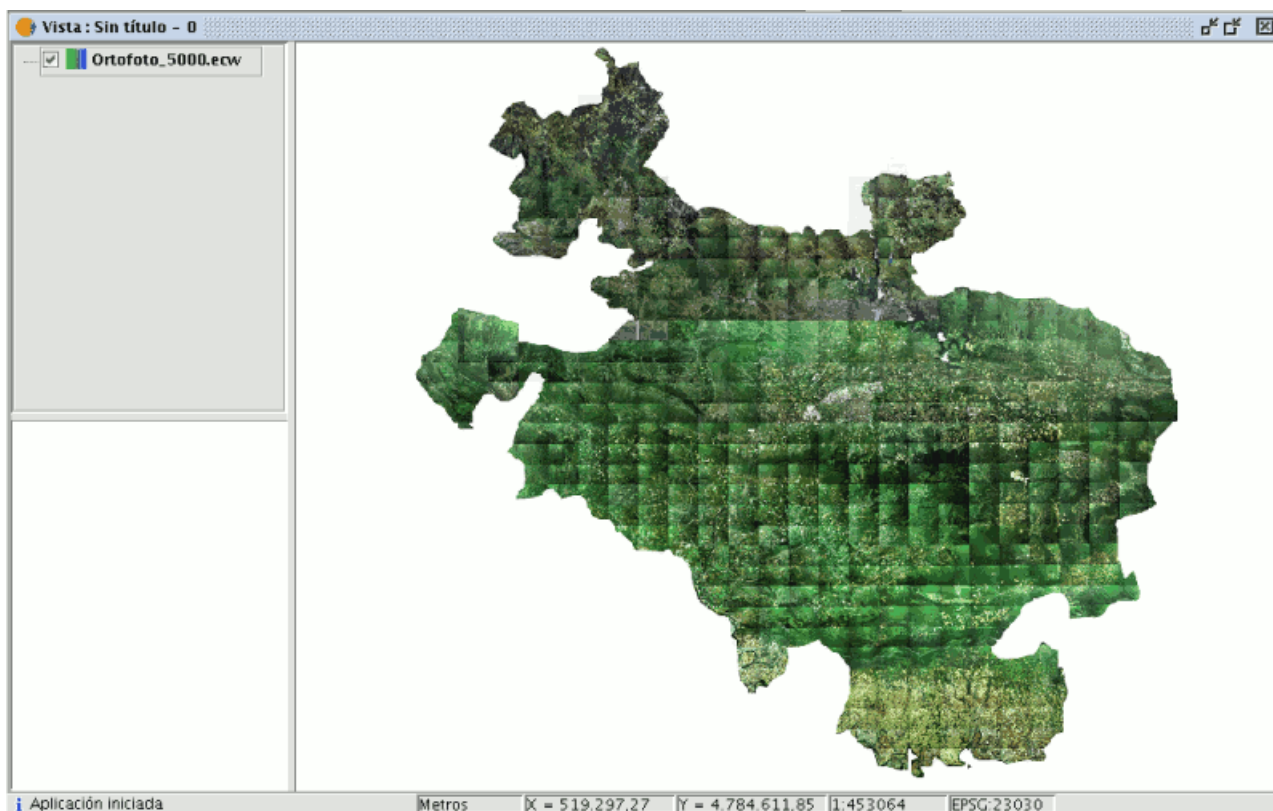 Vista : Sin título - 0
Ortofoto_5000.ecw
Aplicación iniciada
Metros
X = 519.297,27
Y = 4.784.611,85
1:453064
EPSG:23030